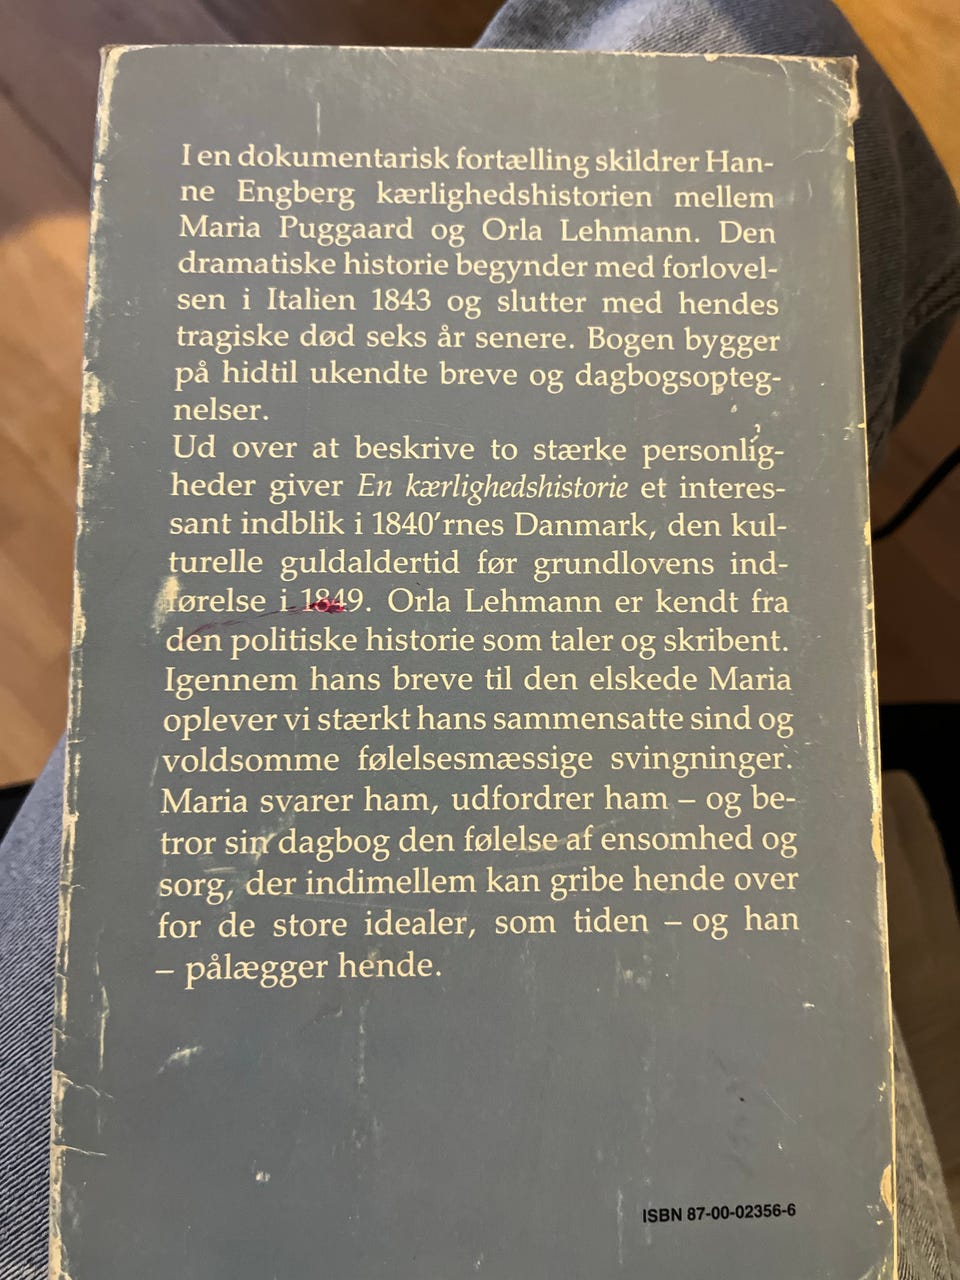 I en dokumentarisk fortælling skildrer Han-
ne Engberg kærlighedshistorien mellem
Maria Puggaard og Orla Lehmann. Den
dramatiske historie begynder med forlovel-
sen i Italien 1843 og slutter med hendes
tragiske død seks år senere. Bogen bygger
på hidtil ukendte breve og dagbogsopteg-
nelser.
Ud over at beskrive to stærke personlig-
heder giver En kærlighedshistorie et interes-
sant indblik i 1840'rnes Danmark, den kul-
turelle guldaldertid før grundlovens ind-
førelse i 1849. Orla Lehmann er kendt fra
den politiske historie som taler og skribent.
Igennem hans breve til den elskede Maria
oplever vi stærkt hans sammensatte sind og
voldsomme følelsesmæssige svingninger.
Maria svarer ham, udfordrer ham – og be-
tror sin dagbog den følelse af ensomhed og
sorg, der indimellem kan gribe hende over
for de store idealer, som tiden – og han
– pålægger hende.
ISBN 87-00-02356-6